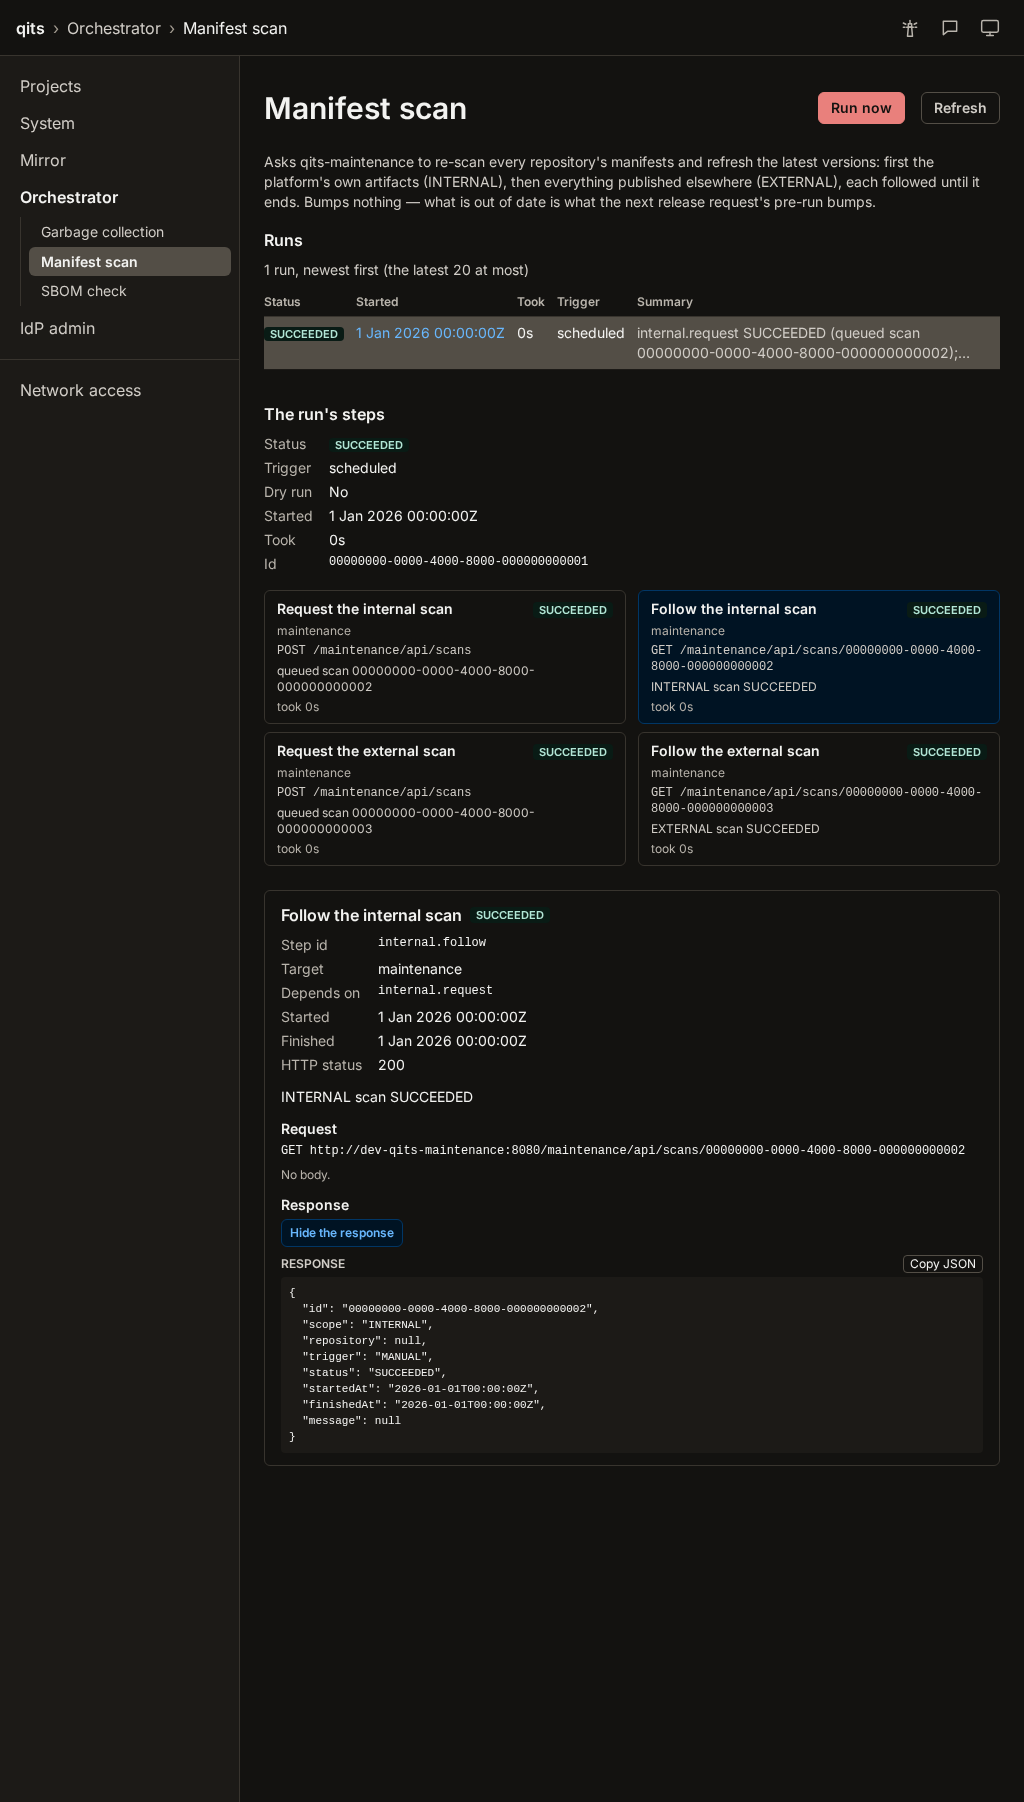 qits › Orchestrator › Manifest scan
Projects
System
Mirror
Orchestrator
Garbage collection
Manifest scan
SBOM check
IdP admin
Network access
Manifest scan
Run now
Refresh
Asks qits-maintenance to re-scan every repository's manifests and refresh the latest versions: first the
platform's own artifacts (INTERNAL), then everything published elsewhere (EXTERNAL), each followed until it
ends. Bumps nothing — what is out of date is what the next release request's pre-run bumps.
Runs
1 run, newest first (the latest 20 at most)
Status Started Took Trigger Summary
SUCCEEDED 1 Jan 2026 00:00:00Z 0s scheduled internal.request SUCCEEDED (queued scan
00000000-0000-4000-8000-000000000002);...
The run's steps
Status SUCCEEDED
Trigger scheduled
Dry run No
Started 1 Jan 2026 00:00:00Z
Took 0s
Id 00000000-0000-4000-8000-000000000001
Request the internal scan SUCCEEDED
maintenance
POST /maintenance/api/scans
queued scan 00000000-0000-4000-8000-
000000000002
took 0s
Follow the internal scan SUCCEEDED
maintenance
GET /maintenance/api/scans/00000000-0000-4000-
8000-000000000002
INTERNAL scan SUCCEEDED
took 0s
Request the external scan SUCCEEDED
maintenance
POST /maintenance/api/scans
queued scan 00000000-0000-4000-8000-
000000000003
took 0s
Follow the external scan SUCCEEDED
maintenance
GET /maintenance/api/scans/00000000-0000-4000-
8000-000000000003
EXTERNAL scan SUCCEEDED
took 0s
Follow the internal scan SUCCEEDED
Step id internal.follow
Target maintenance
Depends on internal.request
Started 1 Jan 2026 00:00:00Z
Finished 1 Jan 2026 00:00:00Z
HTTP status 200
INTERNAL scan SUCCEEDED
Request
GET http://dev-qits-maintenance:8080/maintenance/api/scans/00000000-0000-4000-8000-000000000002
No body.
Response
Hide the response
RESPONSE
Copy JSON
{
  "id": "00000000-0000-4000-8000-000000000002",
  "scope": "INTERNAL",
  "repository": null,
  "trigger": "MANUAL",
  "status": "SUCCEEDED",
  "startedAt": "2026-01-01T00:00:00Z",
  "finishedAt": "2026-01-01T00:00:00Z",
  "message": null
}